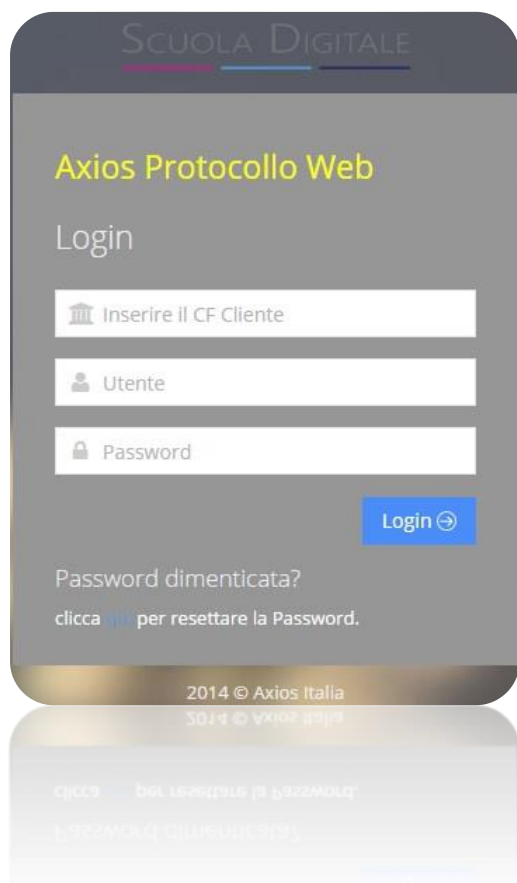 SCUOLA DIGITALE
Axios Protocollo Web
Login
Inserire il CF Cliente
Utente
Password
Login
Password dimenticata?
clicca qui per resettare la Password.
2014 © Axios Italia